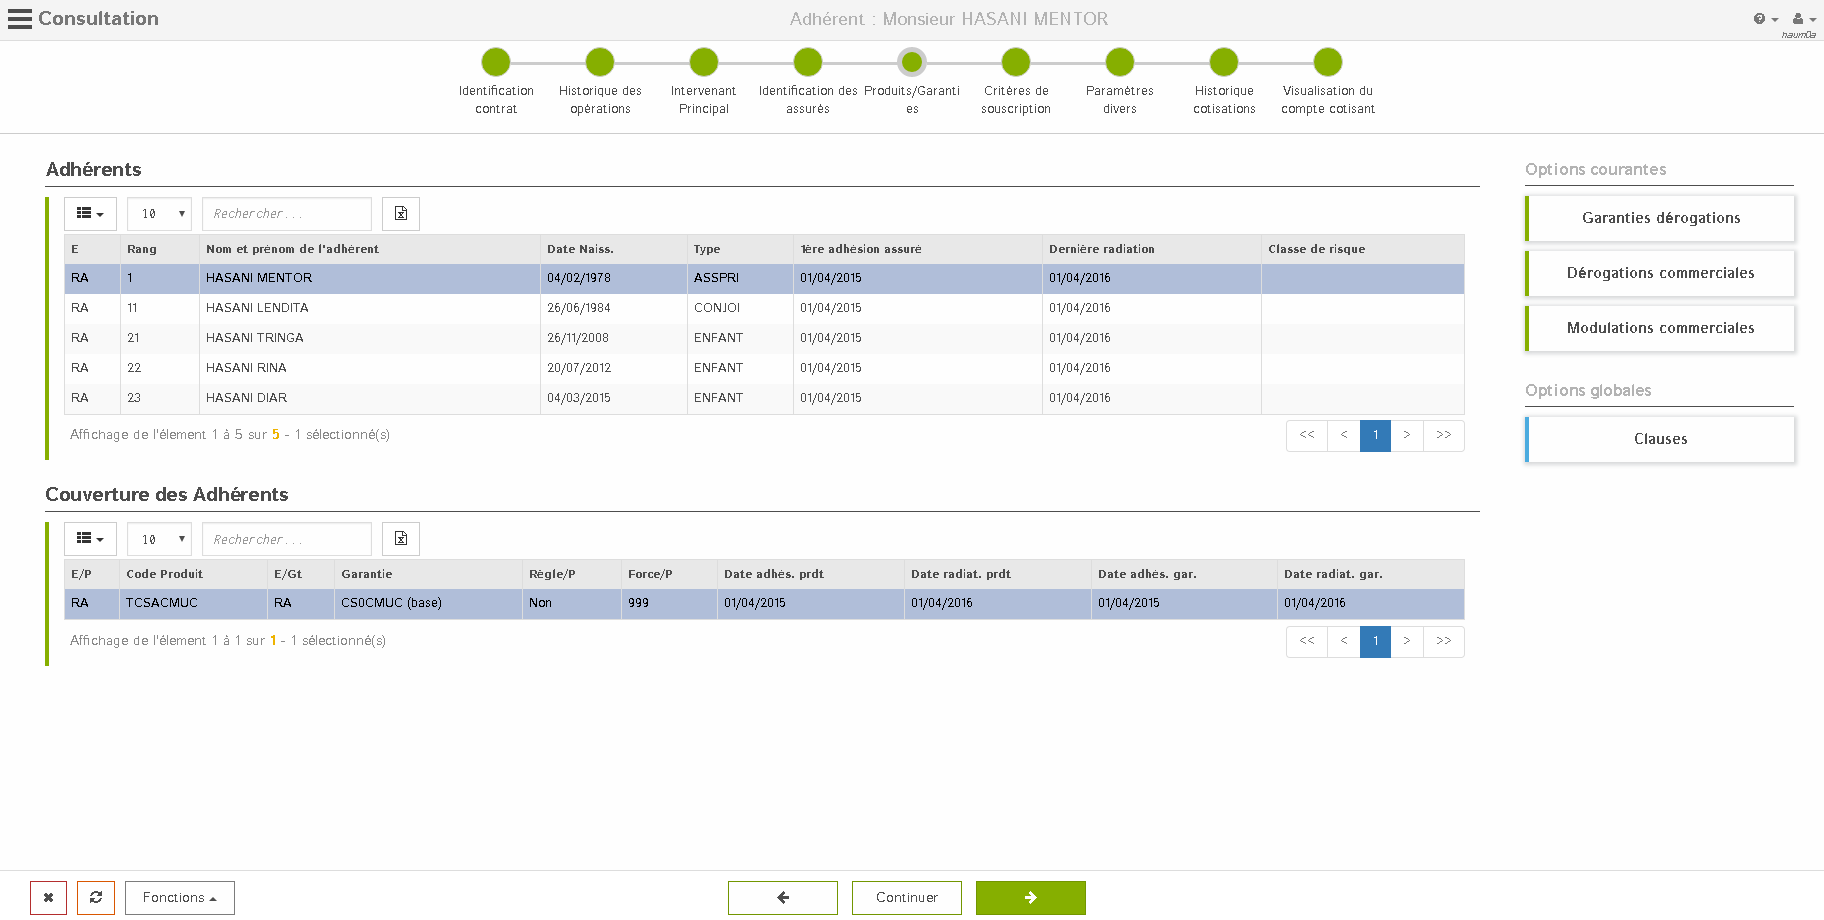 Consultation
Adhérent : Monsieur HASANI MENTOR
naum0a
Identification contrat
Historique des opérations
Intervenant Principal
Identification des assurés
Produits/Garanti es
Critères de souscription
Paramètres divers
Historique cotisations
Visualisation du compte cotisant
Adhérents
10 Rechercher...
E Rang Nom et prénom de l'adhérent Date Naiss. Type 1ère adhésion assuré Dernière radiation Classe de risque
RA 1 HASANI MENTOR 04/02/1978 ASSPRI 01/04/2015 01/04/2016
RA 11 HASANI LENDITA 26/06/1984 CONJOI 01/04/2015 01/04/2016
RA 21 HASANI TRINGA 26/11/2008 ENFANT 01/04/2015 01/04/2016
RA 22 HASANI RINA 20/07/2012 ENFANT 01/04/2015 01/04/2016
RA 23 HASANI DIAR 04/03/2015 ENFANT 01/04/2015 01/04/2016
Affichage de l'élement 1 à 5 sur 5 - 1 sélectionné(s)
<< < 1 > >>
Couverture des Adhérents
10 Rechercher...
E/P Code Produit E/Gt Garantie Règle/P Force/P Date adhés. prdt Date radiat. prdt Date adhés. gar. Date radiat. gar.
RA TCSACMUC RA CS0CMUC (base) Non 999 01/04/2015 01/04/2016 01/04/2015 01/04/2016
Affichage de l'élement 1 à 1 sur 1 - 1 sélectionné(s)
<< < 1 > >>
Options courantes
Garanties dérogations
Dérogations commerciales
Modulations commerciales
Options globales
Clauses
Fonctions
Continuer